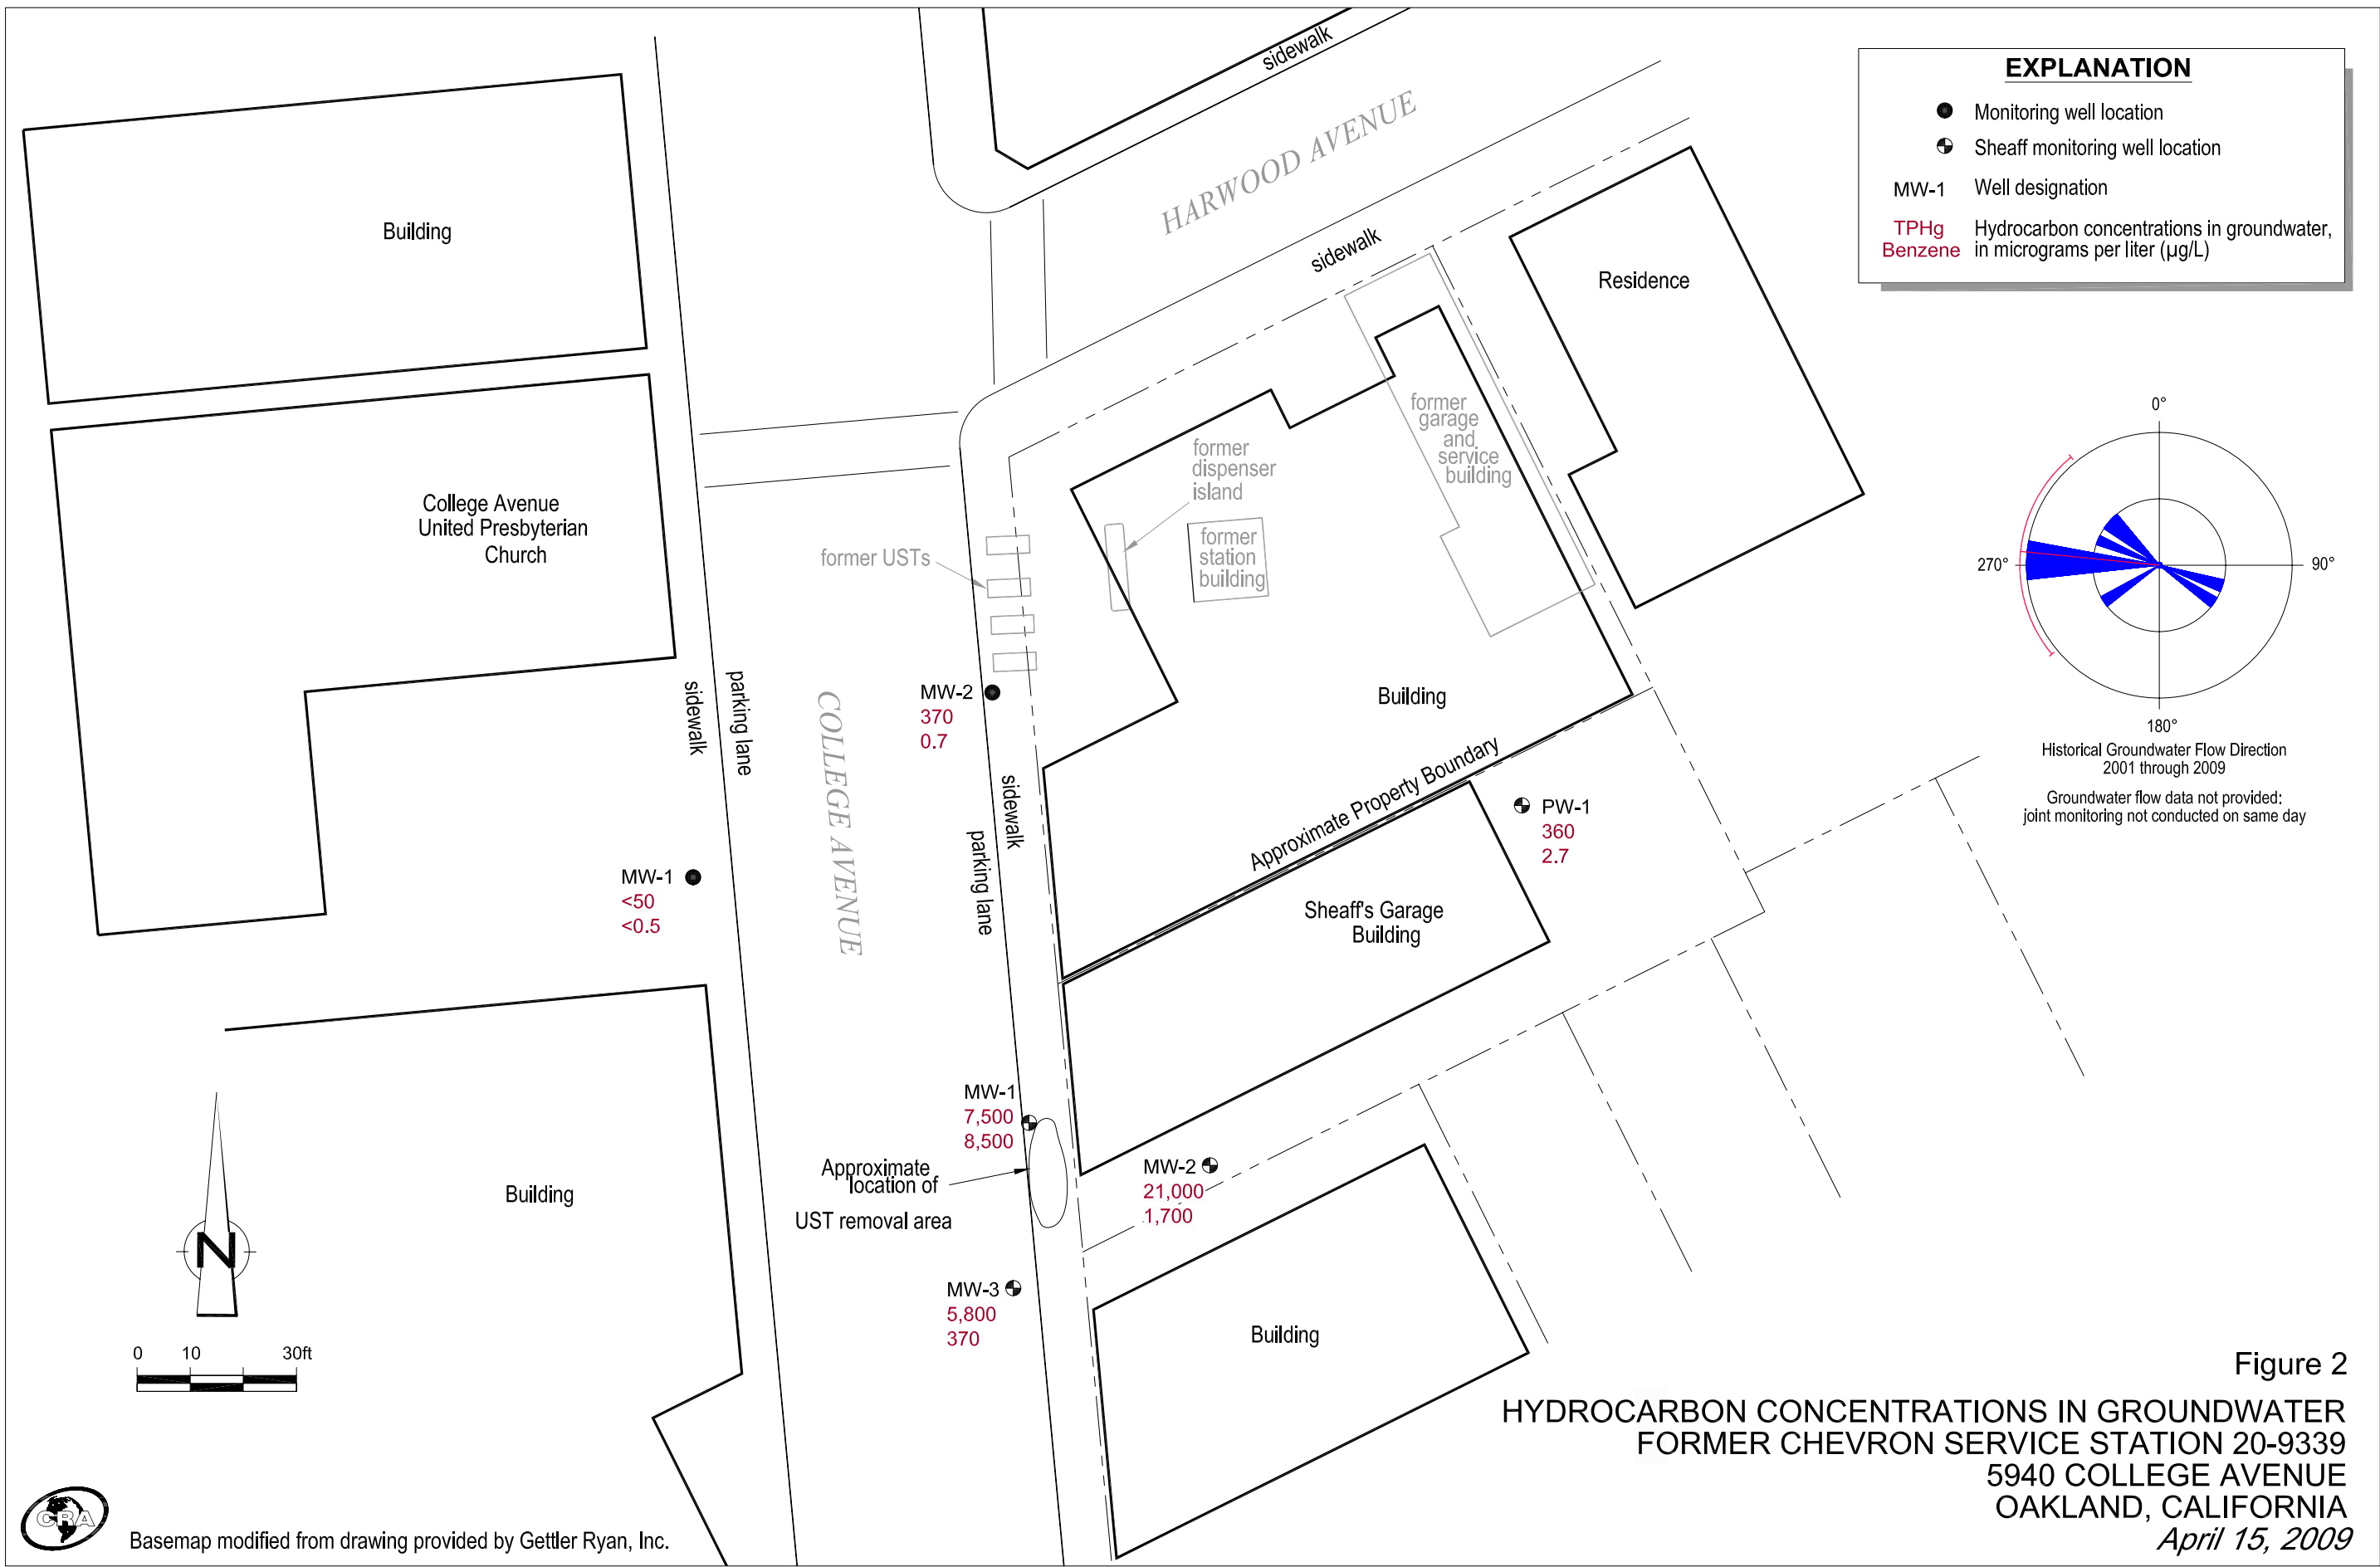 EXPLANATION
Monitoring well location
Sheaff monitoring well location
MW-1 Well designation
TPHg Hydrocarbon concentrations in groundwater,
Benzene in micrograms per liter (µg/L)
sidewalk
HARWOOD AVENUE
sidewalk
Building
Residence
College Avenue
United Presbyterian
Church
former USTs
former
dispenser
island
former
station
building
former
garage
and
service
building
0°
270°
90°
180°
Historical Groundwater Flow Direction
2001 through 2009
Groundwater flow data not provided:
joint monitoring not conducted on same day
sidewalk
parking lane
COLLEGE AVENUE
MW-2
370
0.7
sidewalk
parking lane
Building
Approximate Property Boundary
PW-1
360
2.7
MW-1
<50
<0.5
Sheaff's Garage
Building
MW-1
7,500
8,500
Approximate
location of
UST removal area
MW-2
21,000
1,700
MW-3
5,800
370
Building
Building
N
0 10 30ft
CRA
Basemap modified from drawing provided by Gettler Ryan, Inc.
Figure 2
HYDROCARBON CONCENTRATIONS IN GROUNDWATER
FORMER CHEVRON SERVICE STATION 20-9339
5940 COLLEGE AVENUE
OAKLAND, CALIFORNIA
April 15, 2009